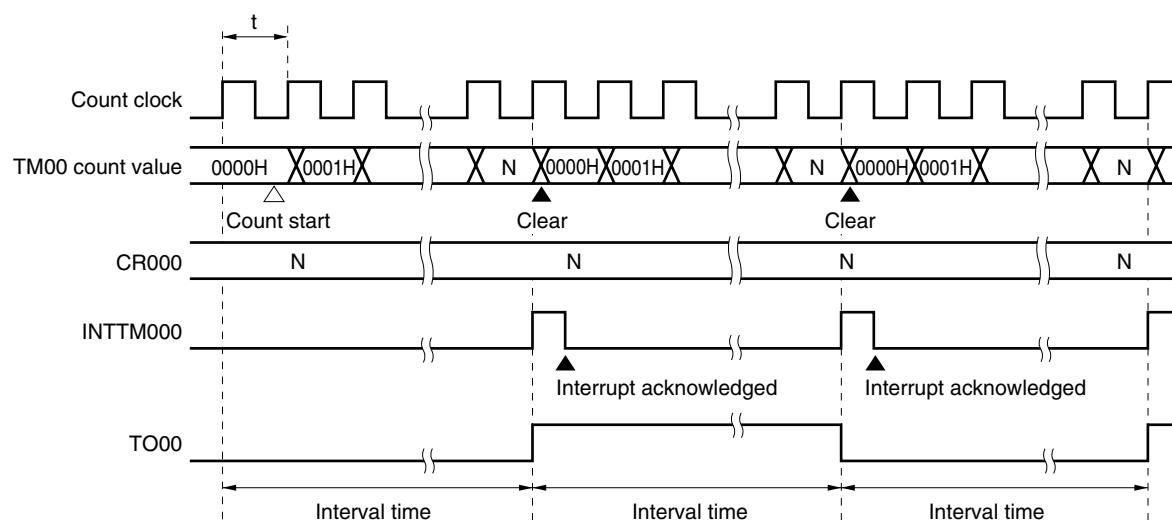 t
Count clock
TM00 count value 0000H 0001H N 0000H 0001H N 0000H 0001H N
Count start Clear Clear
CR000 N N N N
INTTM000
Interrupt acknowledged Interrupt acknowledged
TO00
Interval time Interval time Interval time